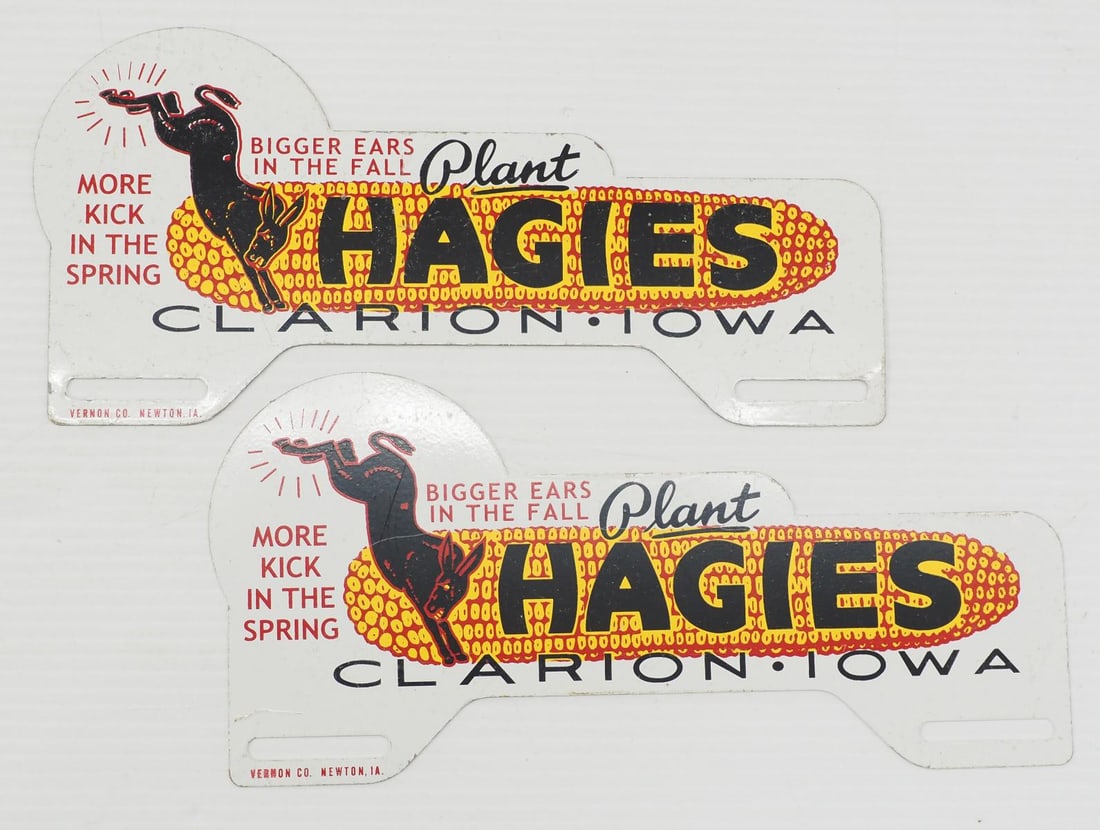 BIGGER EARS
IN THE FALL
Plant
MORE
KICK
IN THE
SPRING
HAGIES
CLARION • IOWA
VERNON CO. NEWTON, IA.
BIGGER EARS
IN THE FALL
Plant
MORE
KICK
IN THE
SPRING
HAGIES
CLARION • IOWA
VERNON CO. NEWTON, IA.